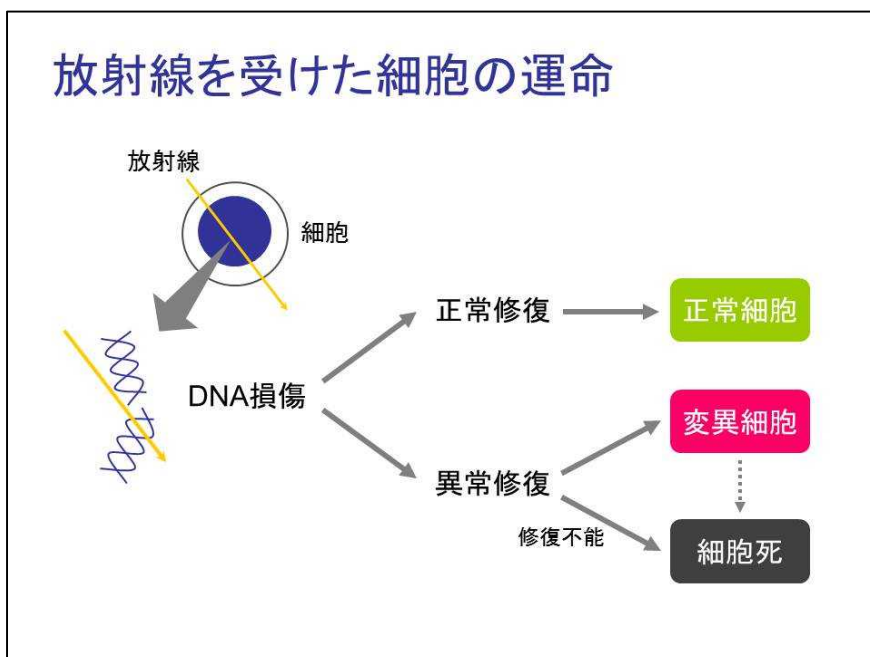 放射線を受けた細胞の運命
放射線
細胞
正常修復
正常細胞
DNA損傷
変異細胞
異常修復
修復不能
細胞死